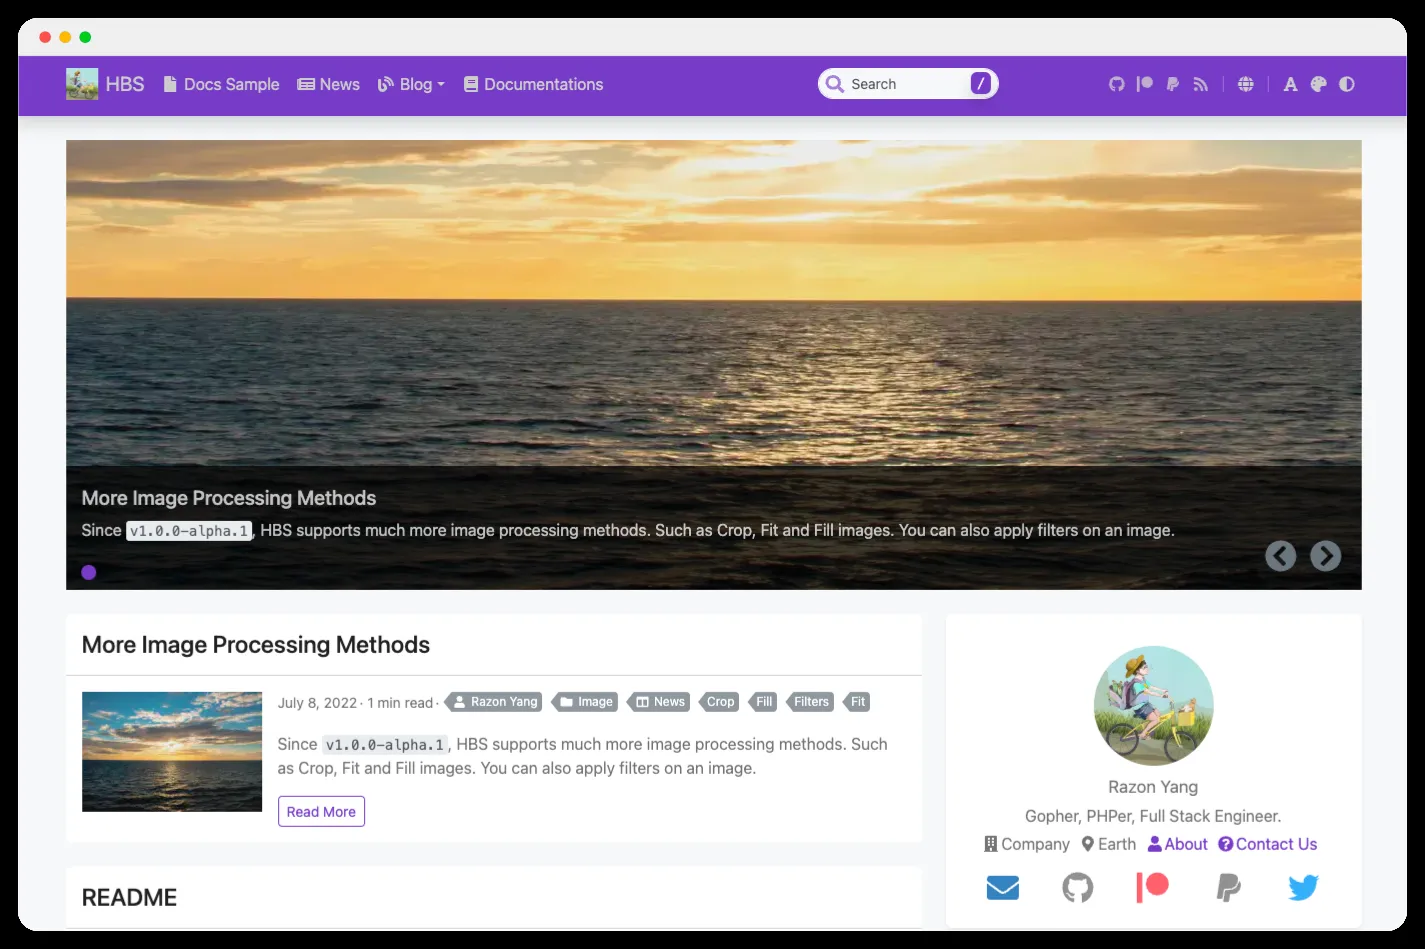 HBS Docs Sample News Blog Documentations Search / A
More Image Processing Methods
Since v1.0.0-alpha.1, HBS supports much more image processing methods. Such as Crop, Fit and Fill images. You can also apply filters on an image.
More Image Processing Methods
July 8, 2022 · 1 min read · Razon Yang Image News Crop Fill Filters Fit
Since v1.0.0-alpha.1, HBS supports much more image processing methods. Such
as Crop, Fit and Fill images. You can also apply filters on an image.
Read More
README
Razon Yang
Gopher, PHPer, Full Stack Engineer.
Company Earth About Contact Us